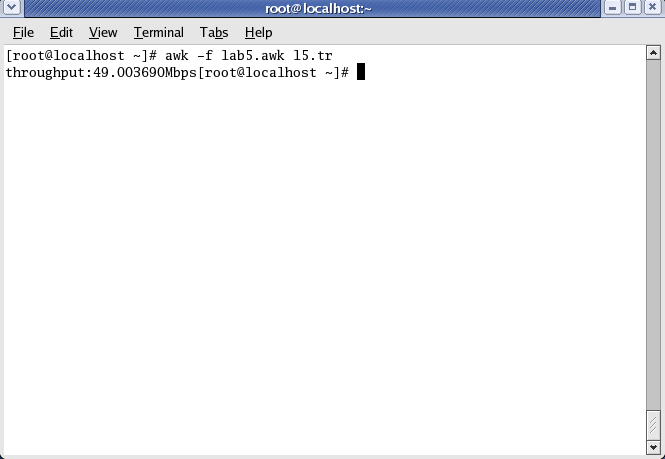 root@localhost:~
File Edit View Terminal Tabs Help
[root@localhost ~]# awk -f lab5.awk l5.tr
throughput:49.003690Mbps[root@localhost ~]#